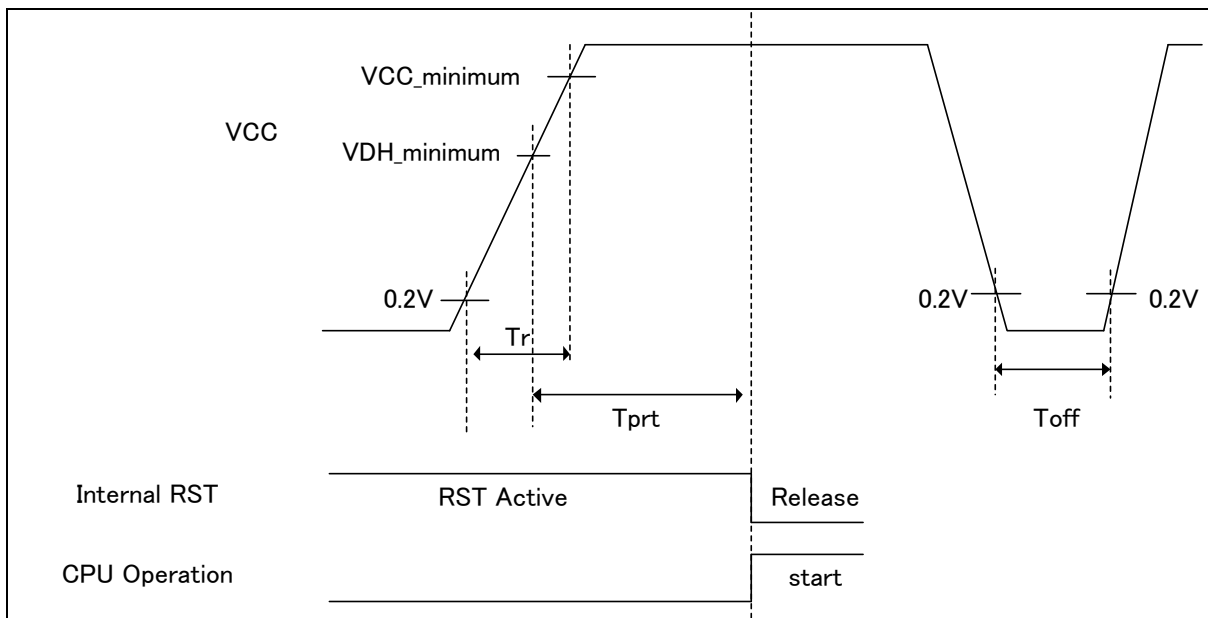 VCC_minimum
VCC
VDH_minimum
0.2V
0.2V
0.2V
Tr
Tprt
Toff
Internal RST
RST Active
Release
CPU Operation
start